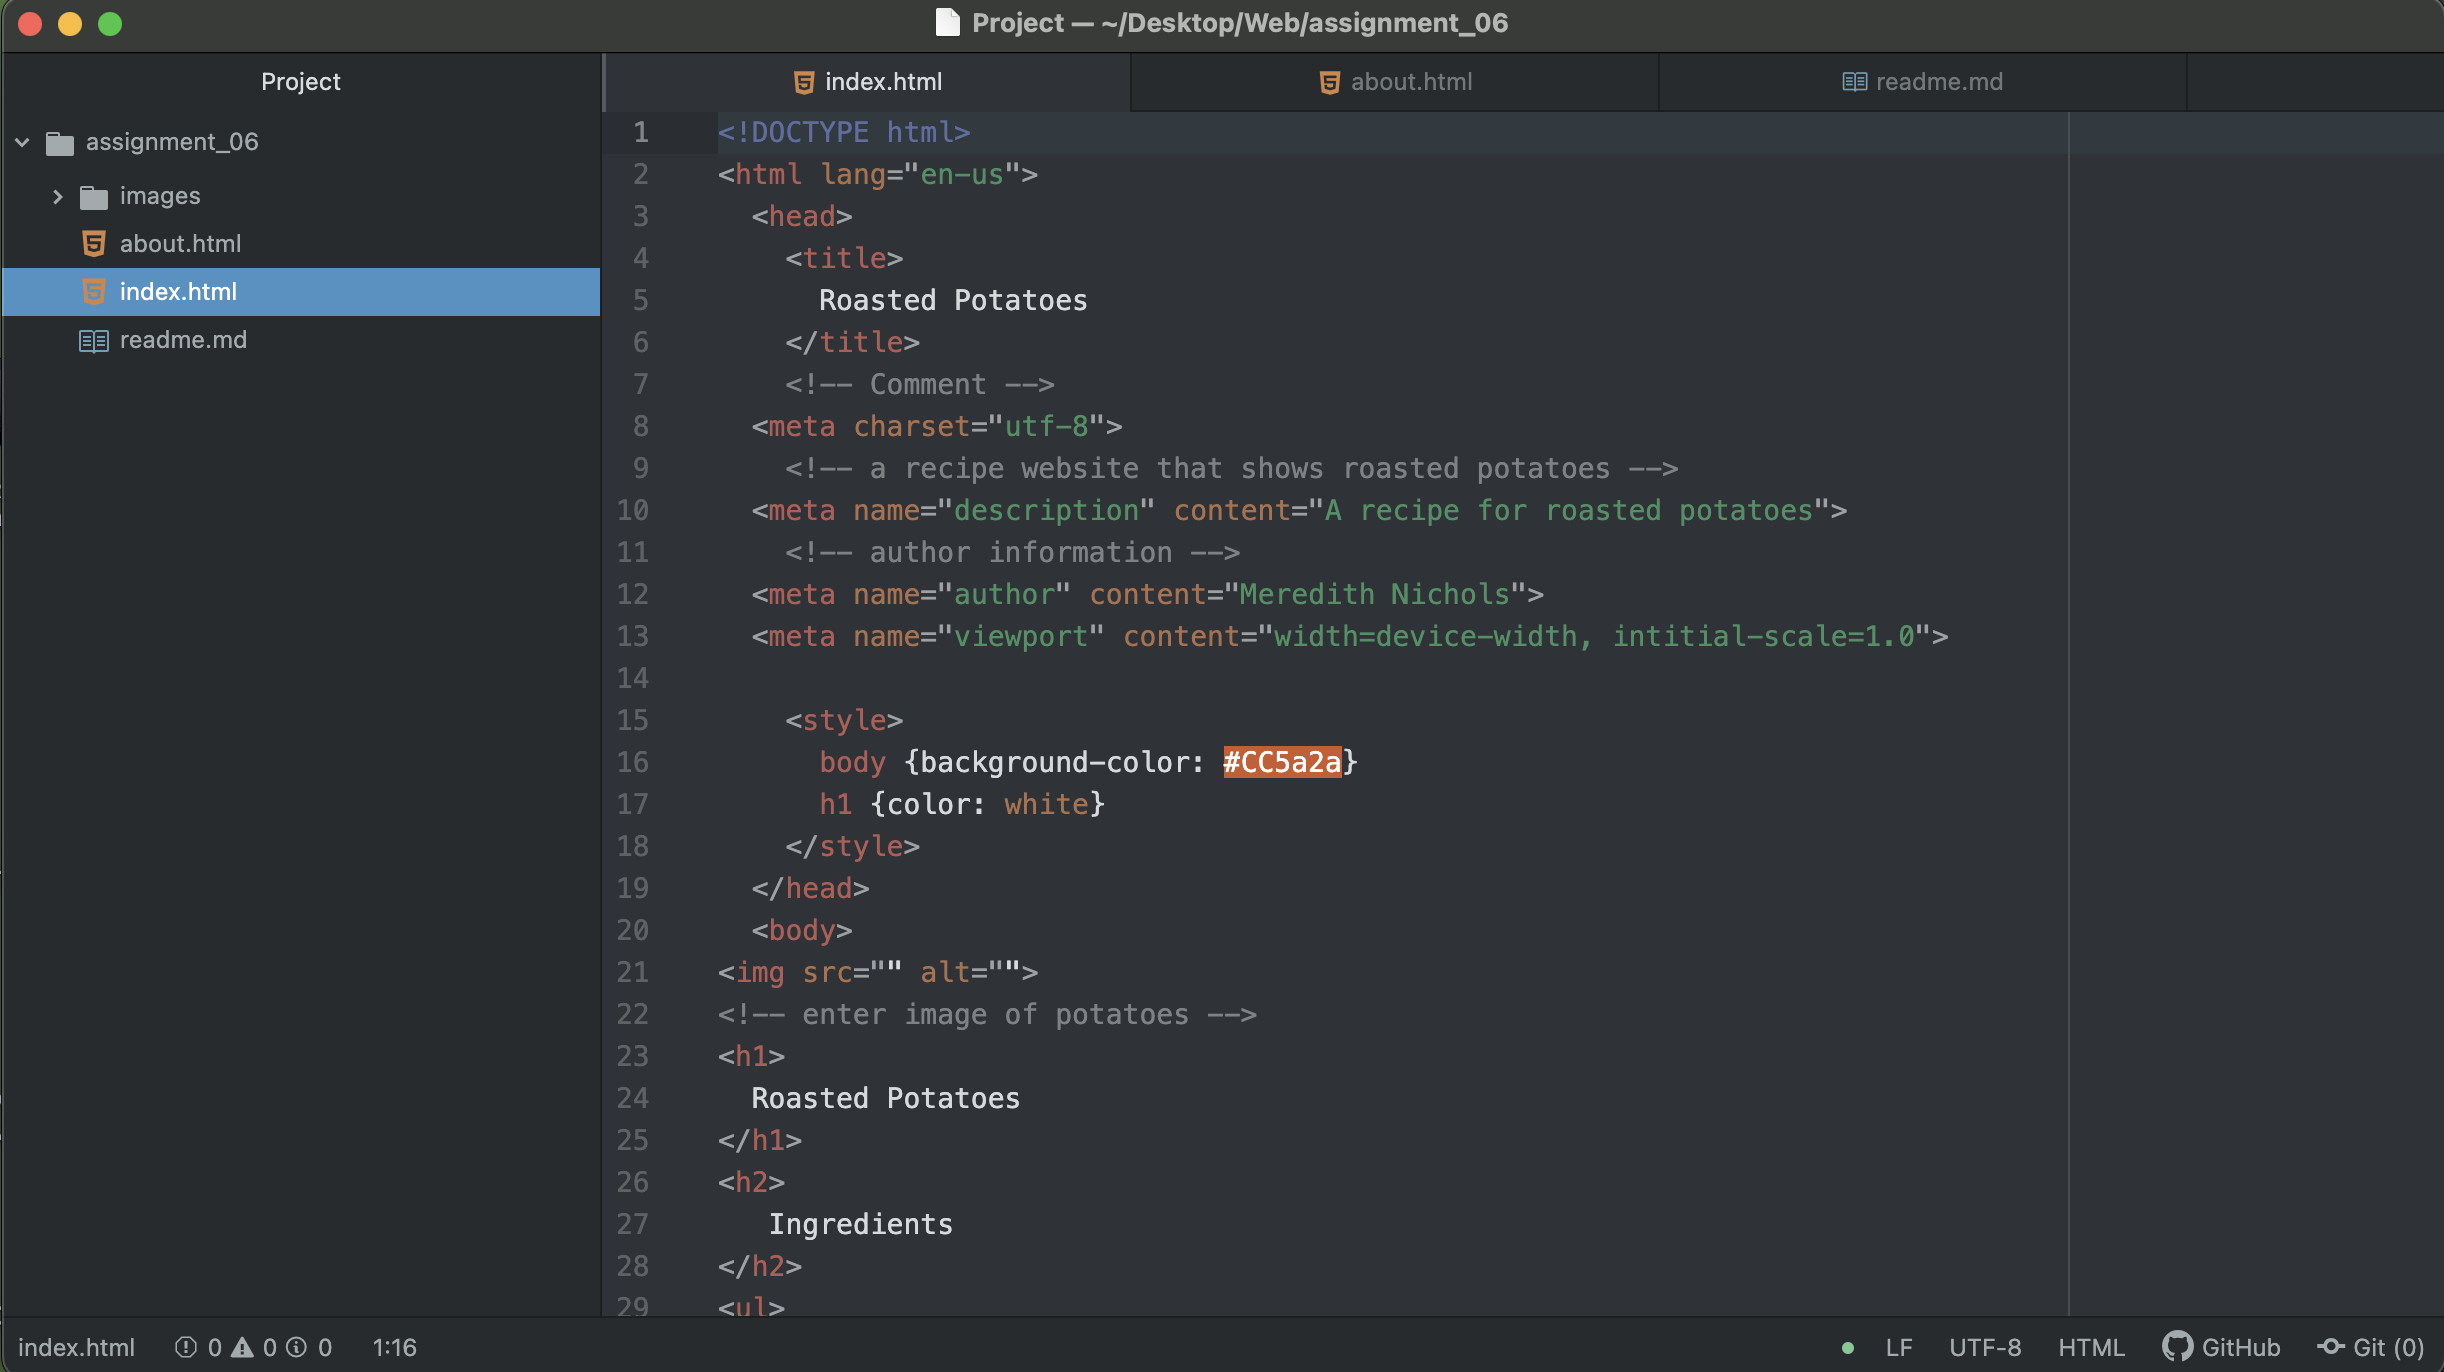 Project — ~/Desktop/Web/assignment_06
Project
index.html
about.html
readme.md
assignment_06
images
about.html
index.html
readme.md
1 <!DOCTYPE html>
2 <html lang="en-us">
3 <head>
4 <title>
5 Roasted Potatoes
6 </title>
7 <!-- Comment -->
8 <meta charset="utf-8">
9 <!-- a recipe website that shows roasted potatoes -->
10 <meta name="description" content="A recipe for roasted potatoes">
11 <!-- author information -->
12 <meta name="author" content="Meredith Nichols">
13 <meta name="viewport" content="width=device-width, intitial-scale=1.0">
14
15 <style>
16 body {background-color: #CC5a2a}
17 h1 {color: white}
18 </style>
19 </head>
20 <body>
21 <img src="" alt="">
22 <!-- enter image of potatoes -->
23 <h1>
24 Roasted Potatoes
25 </h1>
26 <h2>
27 Ingredients
28 </h2>
29 <ul>
index.html 0 0 0 1:16 LF UTF-8 HTML GitHub Git (0)